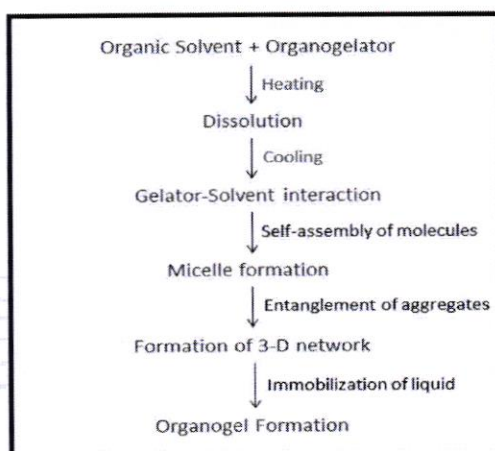 Organic Solvent + Organogelator
Heating
Dissolution
Cooling
Gelator-Solvent interaction
Self-assembly of molecules
Micelle formation
Entanglement of aggregates
Formation of 3-D network
Immobilization of liquid
Organogel Formation